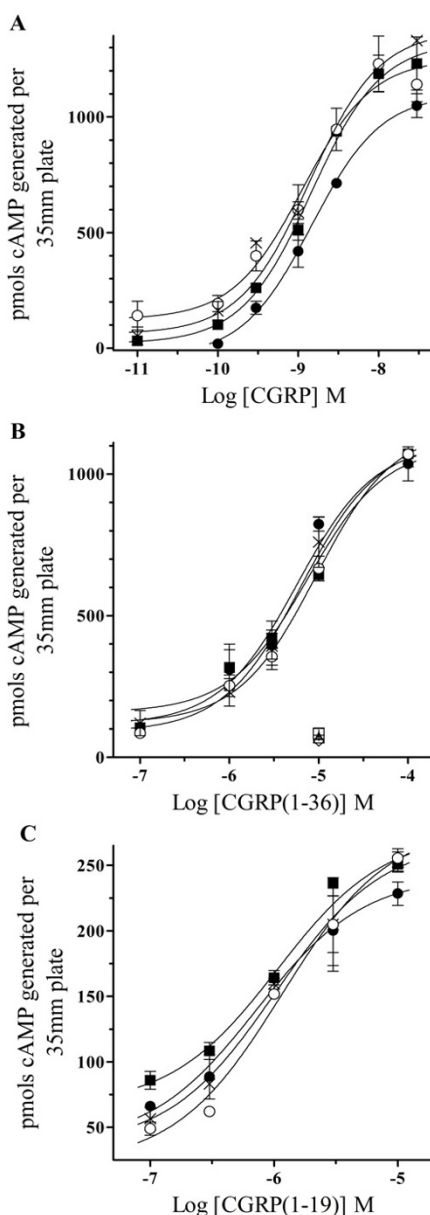 A
pmols cAMP generated per
35mm plate
1000
500
0
-11 -10 -9 -8
Log [CGRP] M
B
pmols cAMP generated per
35mm plate
1000
500
0
-7 -6 -5 -4
Log [CGRP(1-36)] M
C
pmols cAMP generated per
35mm plate
250
200
150
100
50
-7 -6 -5
Log [CGRP(1-19)] M